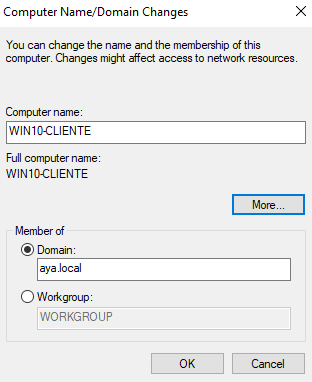 Computer Name/Domain Changes
You can change the name and the membership of this
computer. Changes might affect access to network resources.
Computer name:
WIN10-CLIENTE
Full computer name:
WIN10-CLIENTE
More...
Member of
Domain:
aya.local
Workgroup:
WORKGROUP
OK
Cancel